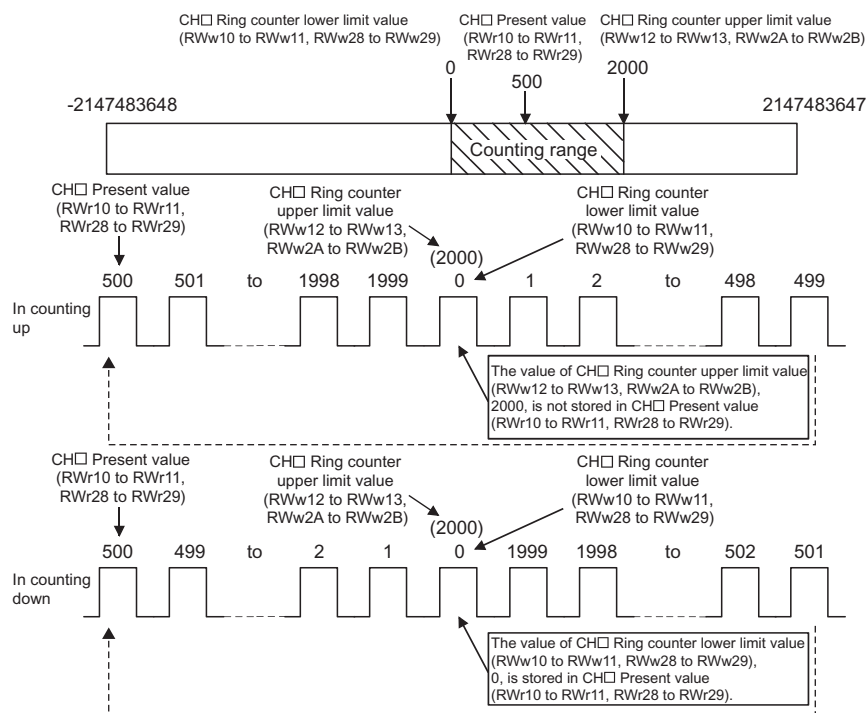 CH□ Ring counter lower limit value
(RWw10 to RWw11, RWw28 to RWw29)
CH□ Present value
(RWr10 to RWr11,
RWr28 to RWr29)
CH□ Ring counter upper limit value
(RWw12 to RWw13, RWw2A to RWw2B)
0
500
2000
-2147483648
2147483647
Counting range
CH□ Present value
(RWr10 to RWr11,
RWr28 to RWr29)
CH□ Ring counter
upper limit value
(RWw12 to RWw13,
RWw2A to RWw2B)
CH□ Ring counter
lower limit value
(RWw10 to RWw11,
RWw28 to RWw29)
(2000)
500 501 to 1998 1999 0 1 2 to 498 499
In counting
up
The value of CH□ Ring counter upper limit value
(RWw12 to RWw13, RWw2A to RWw2B),
2000, is not stored in CH□ Present value
(RWr10 to RWr11, RWr28 to RWr29).
CH□ Present value
(RWr10 to RWr11,
RWr28 to RWr29)
CH□ Ring counter
upper limit value
(RWw12 to RWw13,
RWw2A to RWw2B)
CH□ Ring counter
lower limit value
(RWw10 to RWw11,
RWw28 to RWw29)
(2000)
500 499 to 2 1 0 1999 1998 to 502 501
In counting
down
The value of CH□ Ring counter lower limit value
(RWw10 to RWw11, RWw28 to RWw29),
0, is stored in CH□ Present value
(RWr10 to RWr11, RWr28 to RWr29).